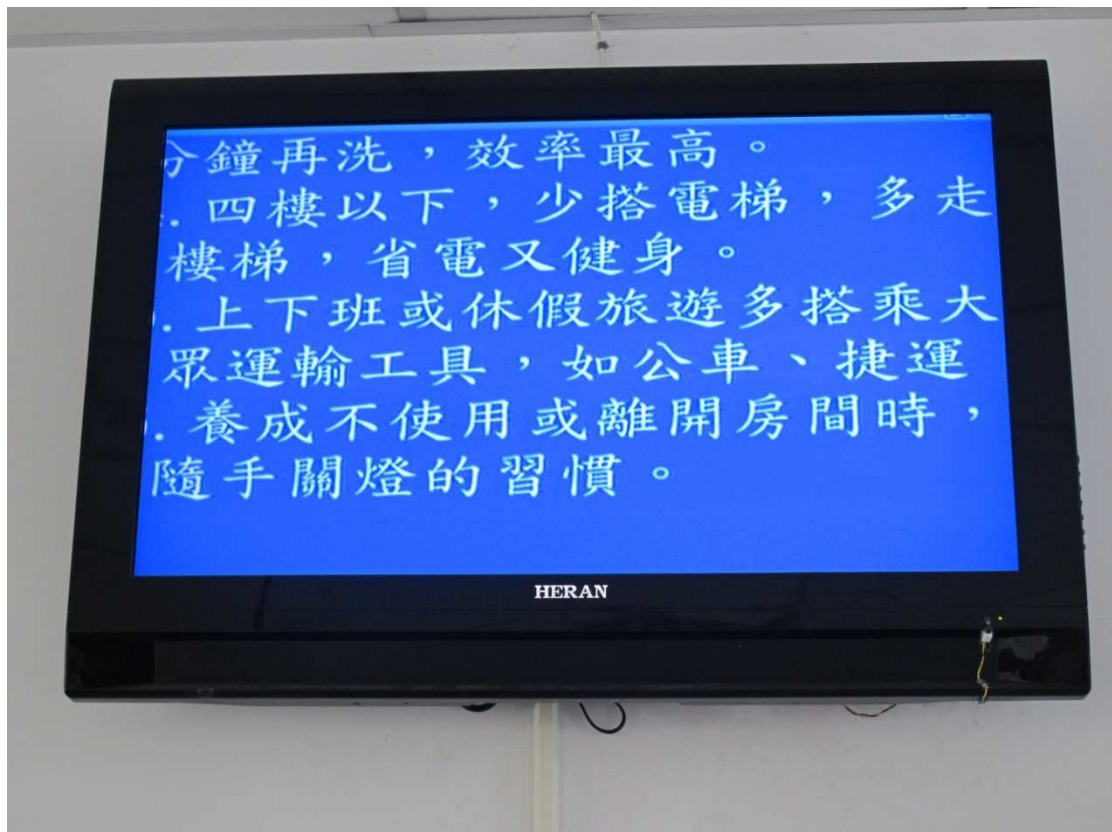 分鐘再洗，效率最高。
. 四樓以下，少搭電梯，多走
樓梯，省電又健身。
. 上下班或休假旅遊多搭乘大
眾運輸工具，如公車、捷運
. 養成不使用或離開房間時，
隨手關燈的習慣。
HERAN